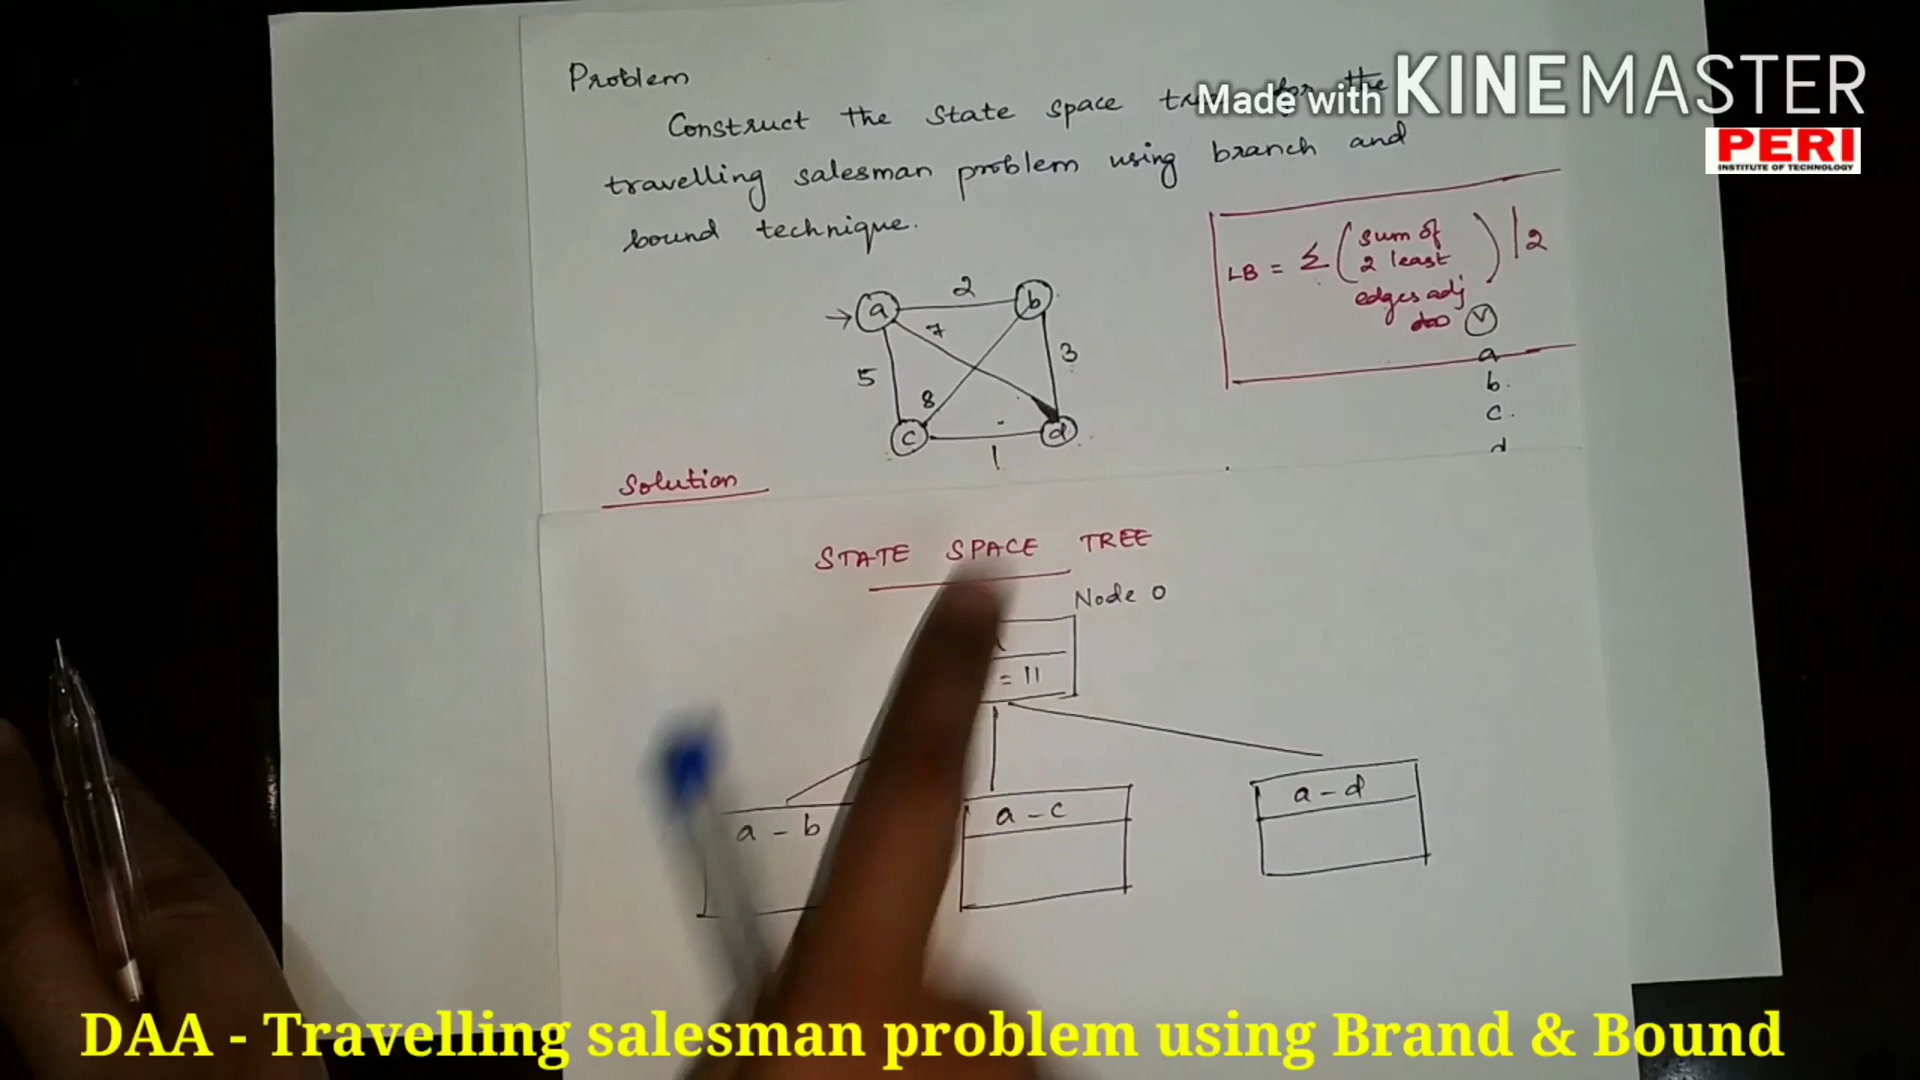 Problem
Construct the state space for the
travelling salesman problem using branch and
bound technique.
Made with KINEMASTER
PERI
INSTITUTE OF TECHNOLOGY
LB = Σ ( sum of
2 least
edges adj
V ) | 2
a
b.
c.
d
a 2 b
7
5 3
8
c d
1
Solution
STATE SPACE TREE
Node 0
= 11
a - b
a - c
a - d
DAA - Travelling salesman problem using Brand & Bound